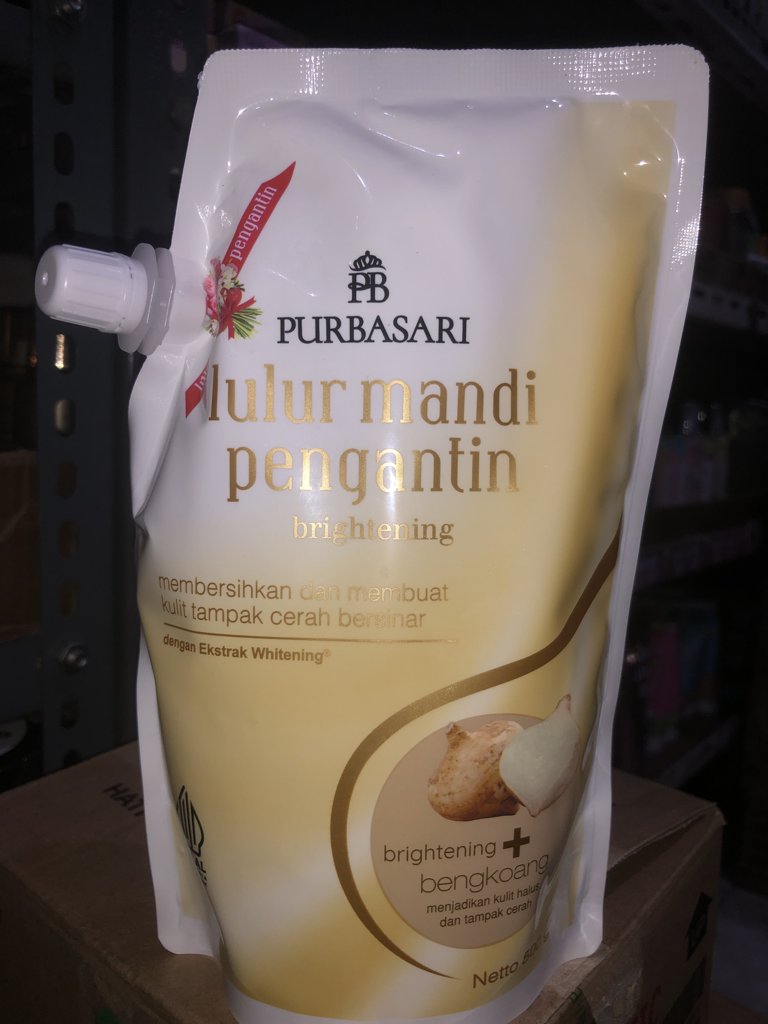 pengantin
PB
PURBASARI
lulur mandi
pengantin
brightening
membersihkan dan membuat
kulit tampak cerah bersinar
dengan Ekstrak Whitening®
brightening +
bengkoang
menjadikan kulit halus
dan tampak cerah
Netto